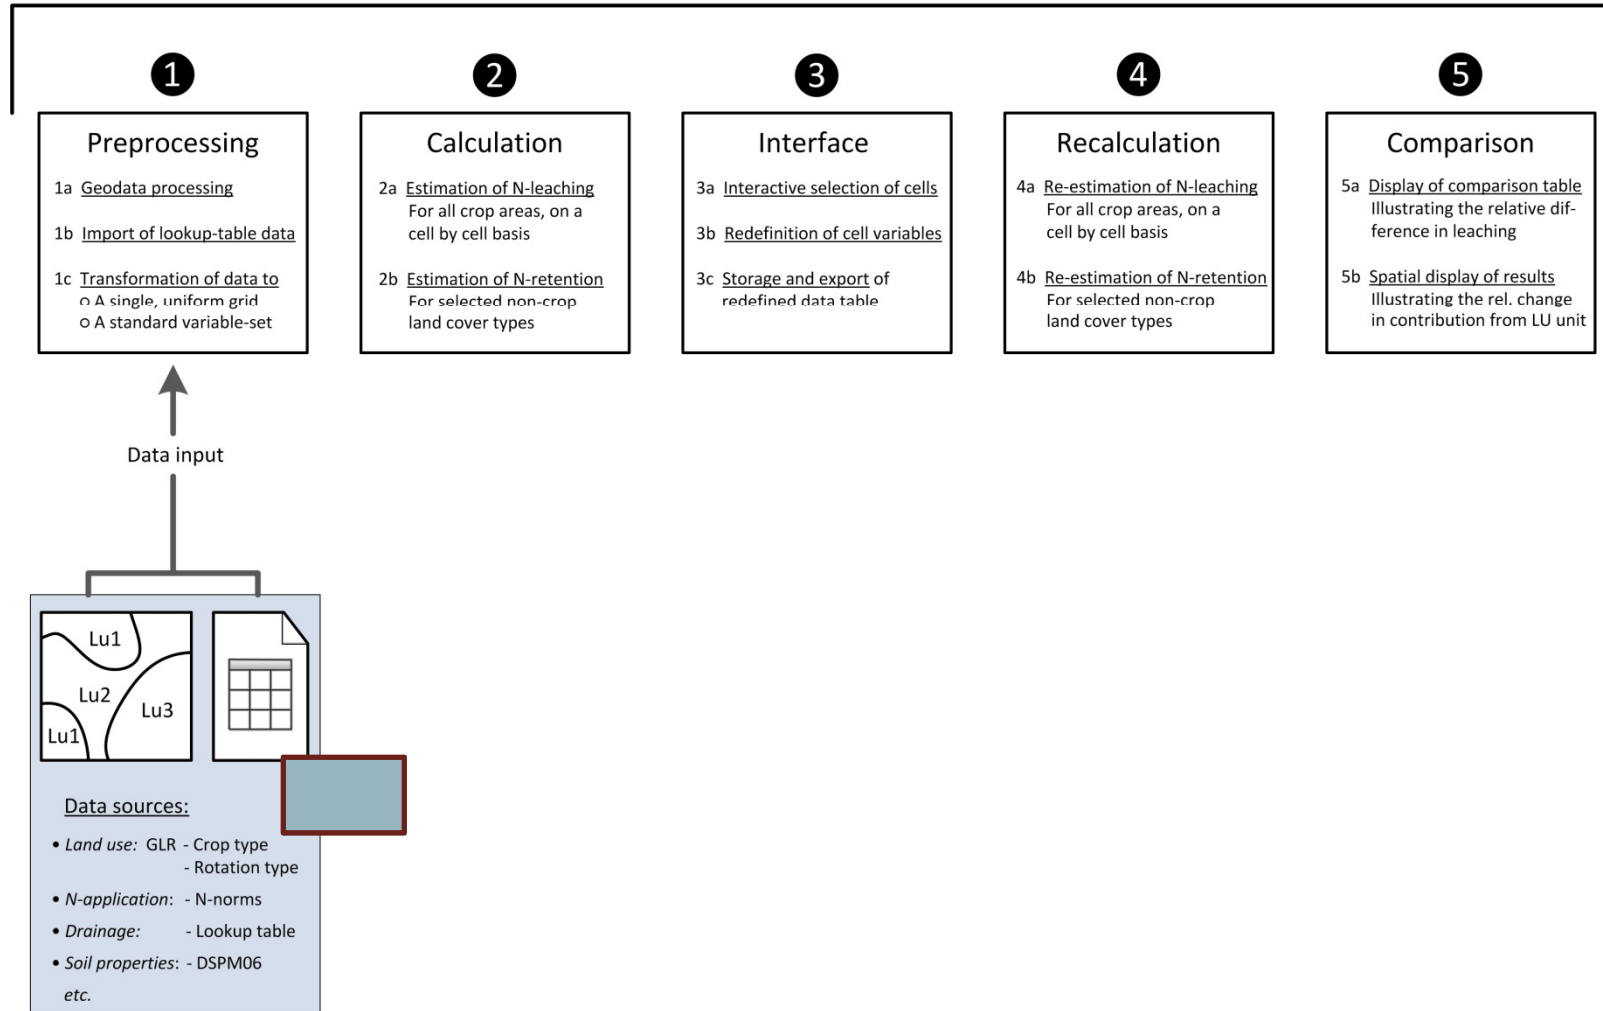 1
2
3
4
5
Preprocessing
1a Geodata processing
1b Import of lookup-table data
1c Transformation of data to
○ A single, uniform grid
○ A standard variable-set
Calculation
2a Estimation of N-leaching
For all crop areas, on a
cell by cell basis
2b Estimation of N-retention
For selected non-crop
land cover types
Interface
3a Interactive selection of cells
3b Redefinition of cell variables
3c Storage and export of
redefined data table
Recalculation
4a Re-estimation of N-leaching
For all crop areas, on a
cell by cell basis
4b Re-estimation of N-retention
For selected non-crop
land cover types
Comparison
5a Display of comparison table
Illustrating the relative dif-
ference in leaching
5b Spatial display of results
Illustrating the rel. change
in contribution from LU unit
Data input
Lu1
Lu2
Lu3
Lu1
Data sources:
• Land use: GLR - Crop type
- Rotation type
• N-application: - N-norms
• Drainage: - Lookup table
• Soil properties: - DSPM06
etc.